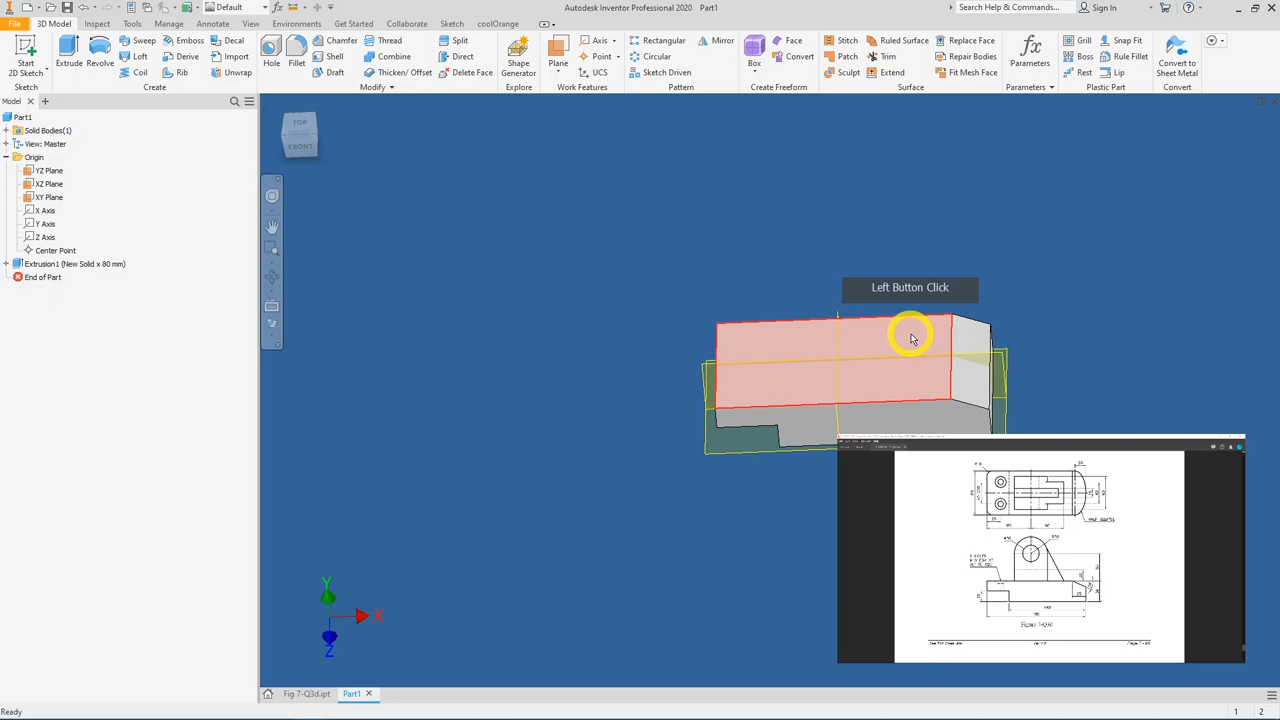 Default
Autodesk Inventor Professional 2020 Part1
Search Help & Commands...
Sign In
File 3D Model Inspect Tools Manage View Environments Get Started Collaborate Sketch coolOrange
Sketch
Annotate
Start
2D Sketch
Extrude Revolve
Sweep Emboss Decal
Loft Derive Import
Coil Rib Unwrap
Create
Hole Fillet
Chamfer Thread Split
Shell Combine Direct
Draft Thicken/ Offset Delete Face
Modify
Shape
Generator
Explore
Plane
Axis
Point
UCS
Work Features
Rectangular Mirror
Circular
Sketch Driven
Pattern
Box
Face
Convert
Create Freeform
Stitch Ruled Surface Replace Face
Patch Trim Repair Bodies
Sculpt Extend Fit Mesh Face
Surface
Parameters
Parameters
Grill Snap Fit
Boss Rule Fillet
Rest Lip
Plastic Part
Convert to
Sheet Metal
Convert
Model
Part1
Solid Bodies(1)
View: Master
Origin
YZ Plane
XZ Plane
XY Plane
X Axis
Y Axis
Z Axis
Center Point
Extrusion1 (New Solid x 80 mm)
End of Part
TOP
FRONT
Left Button Click
Y
X
Z
Figure 7-Q3d
Fig 7-Q3d.ipt
Part1
Ready
1 2